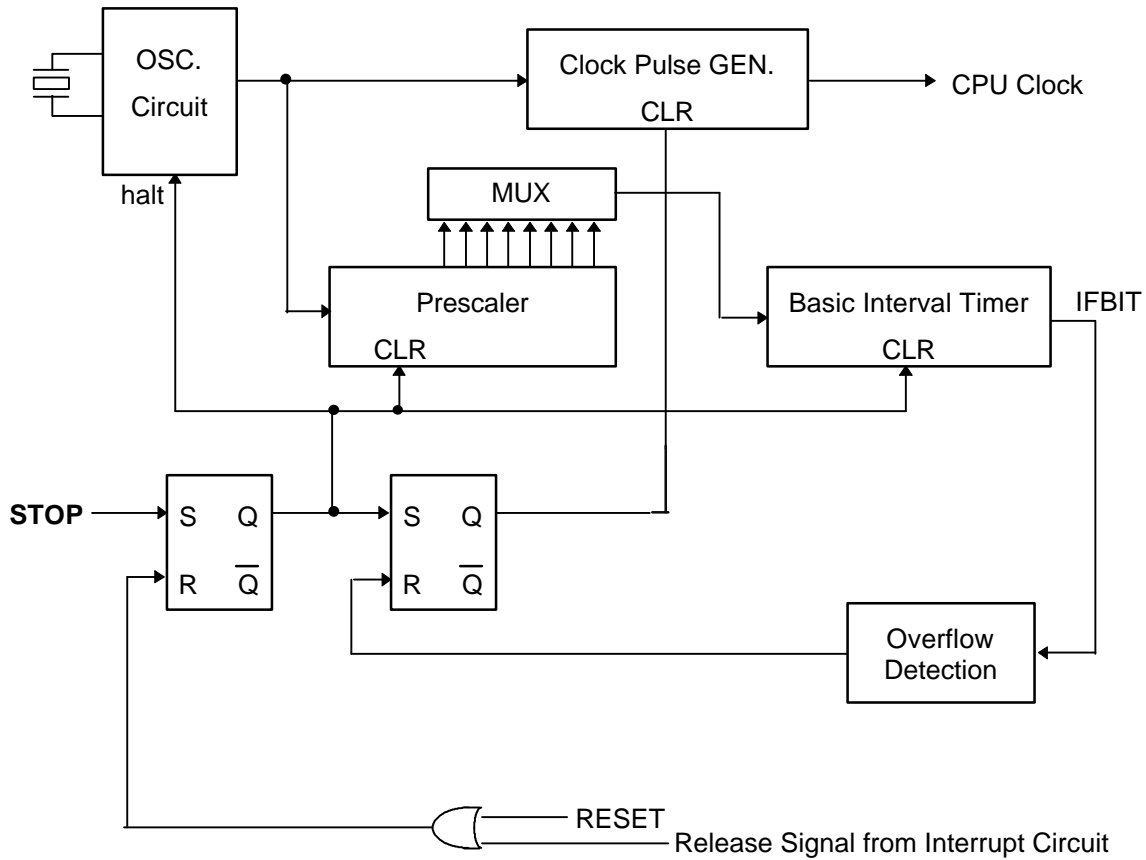 OSC.
Circuit
Clock Pulse GEN.
CLR
CPU Clock
halt
MUX
Prescaler
CLR
Basic Interval Timer
CLR
IFBIT
STOP
S Q
R Q
S Q
R Q
Overflow
Detection
RESET
Release Signal from Interrupt Circuit